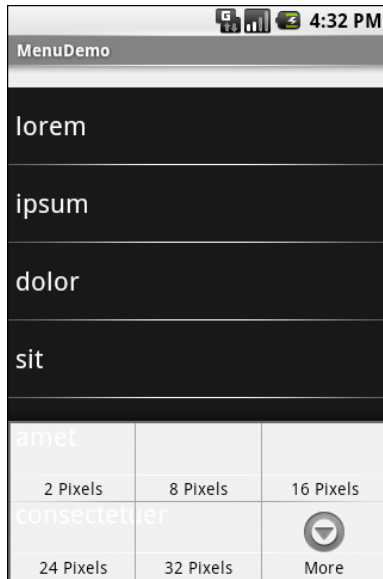 4:32 PM
MenuDemo
lorem
ipsum
dolor
sit
amet
2 Pixels 8 Pixels 16 Pixels
consectetuer
24 Pixels 32 Pixels More